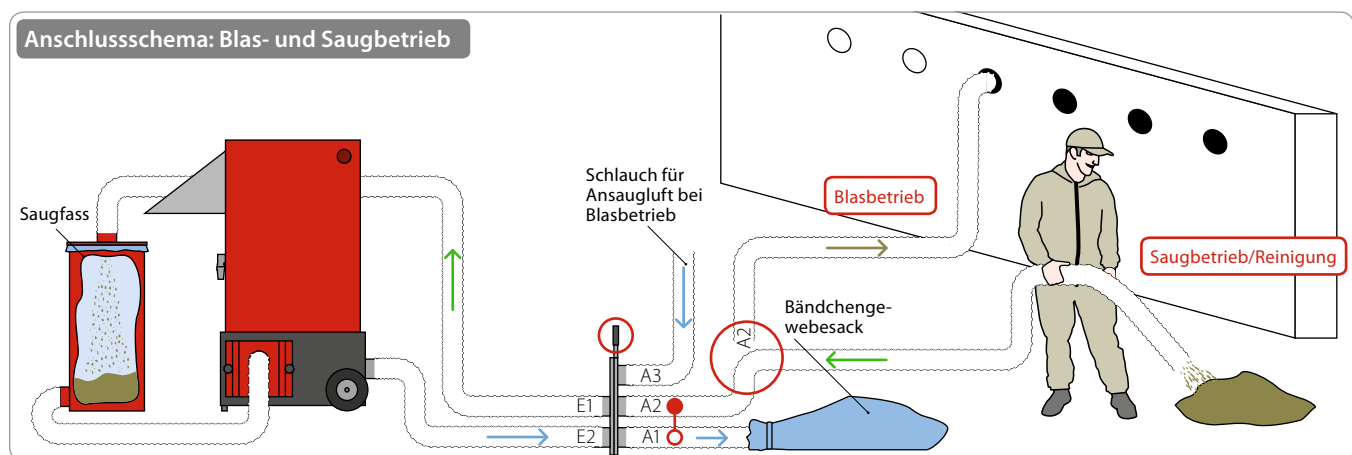 Anschlussschema: Blas- und Saugbetrieb
Saugfass
Schlauch für
Ansaugluft bei
Blasbetrieb
Blasbetrieb
Saugbetrieb/Reinigung
Bändchenge-
webesack
A2
A3
E1 A2
E2 A1